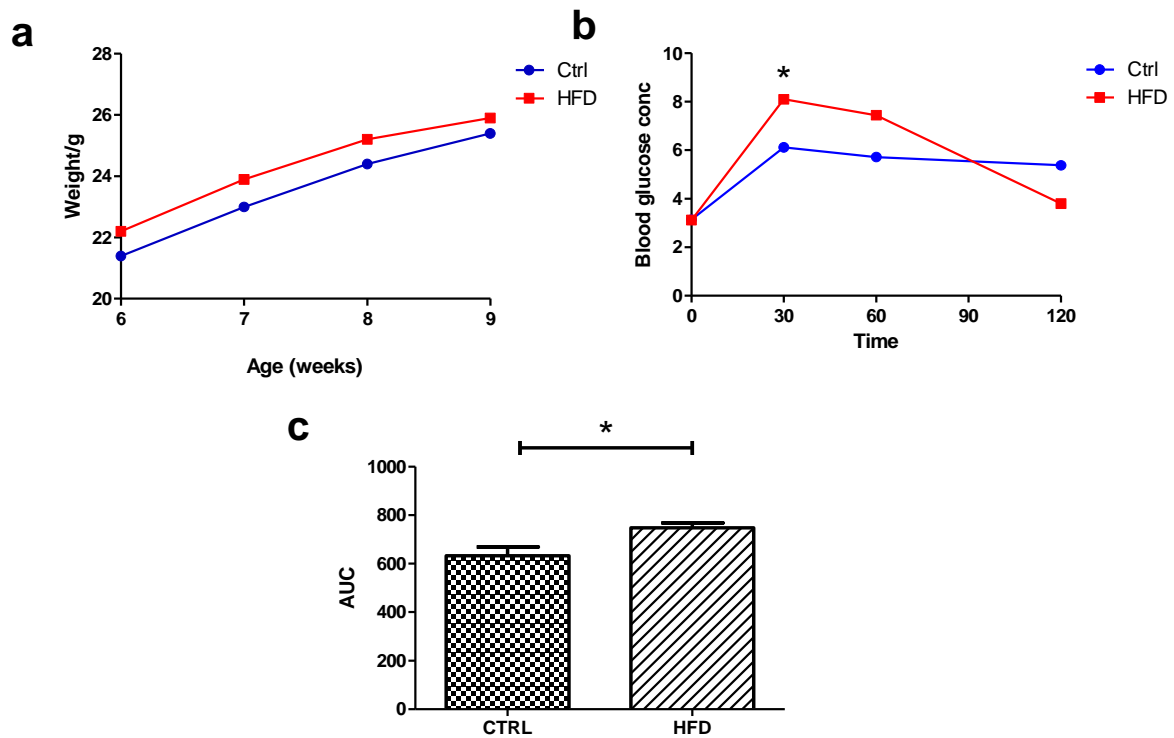 a
28
26
24
22
20
Weight/g
6
7
8
9
Age (weeks)
Ctrl
HFD
b
10
8
6
4
2
0
Blood glucose conc
*
0
30
60
90
120
Time
Ctrl
HFD
c
*
1000
800
600
400
200
0
AUC
CTRL
HFD